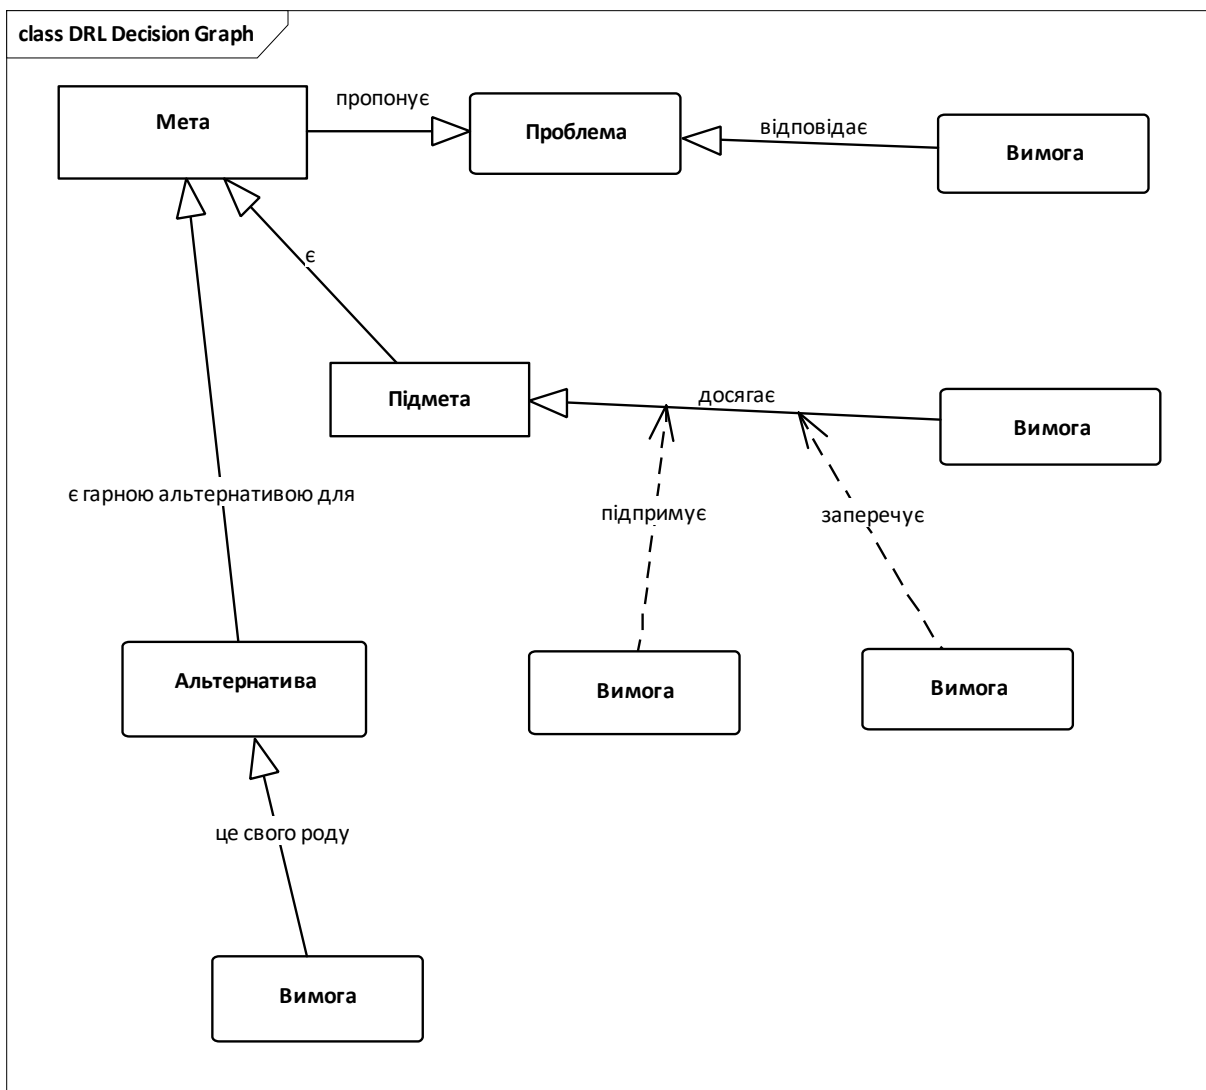 class DRL Decision Graph
Мета
пропонує
Проблема
відповідає
Вимога
є
Підмета
досягає
Вимога
є гарною альтернативою для
підпримує
заперечує
Альтернатива
Вимога
Вимога
це свого роду
Вимога